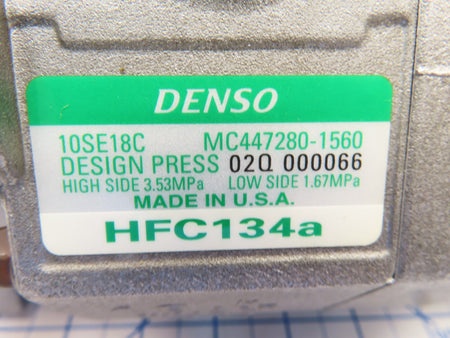 DENSO
10SE18C MC447280-1560
DESIGN PRESS 02Q 000066
HIGH SIDE 3.53MPa LOW SIDE 1.67MPa
MADE IN U.S.A.
HFC134a